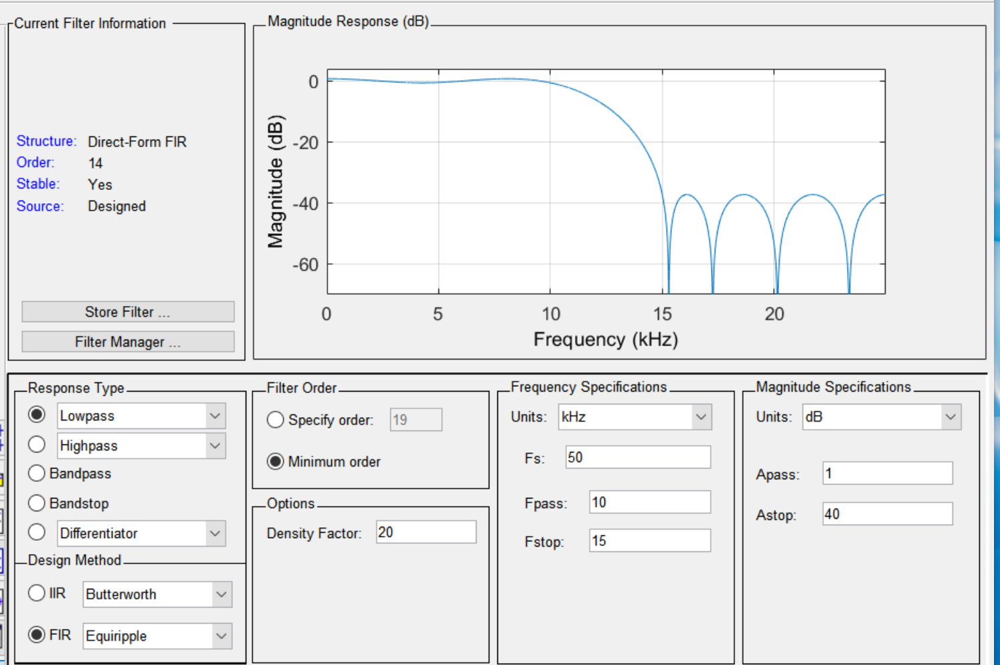 Current Filter Information
Structure: Direct-Form FIR
Order: 14
Stable: Yes
Source: Designed
Store Filter ...
Filter Manager ...
Magnitude Response (dB)
0
-20
-40
-60
Magnitude (dB)
0 5 10 15 20
Frequency (kHz)
Response Type
Lowpass
Highpass
Bandpass
Bandstop
Differentiator
Design Method
IIR Butterworth
FIR Equiripple
Filter Order
Specify order: 19
Minimum order
Options
Density Factor: 20
Frequency Specifications
Units: kHz
Fs: 50
Fpass: 10
Fstop: 15
Magnitude Specifications
Units: dB
Apass: 1
Astop: 40